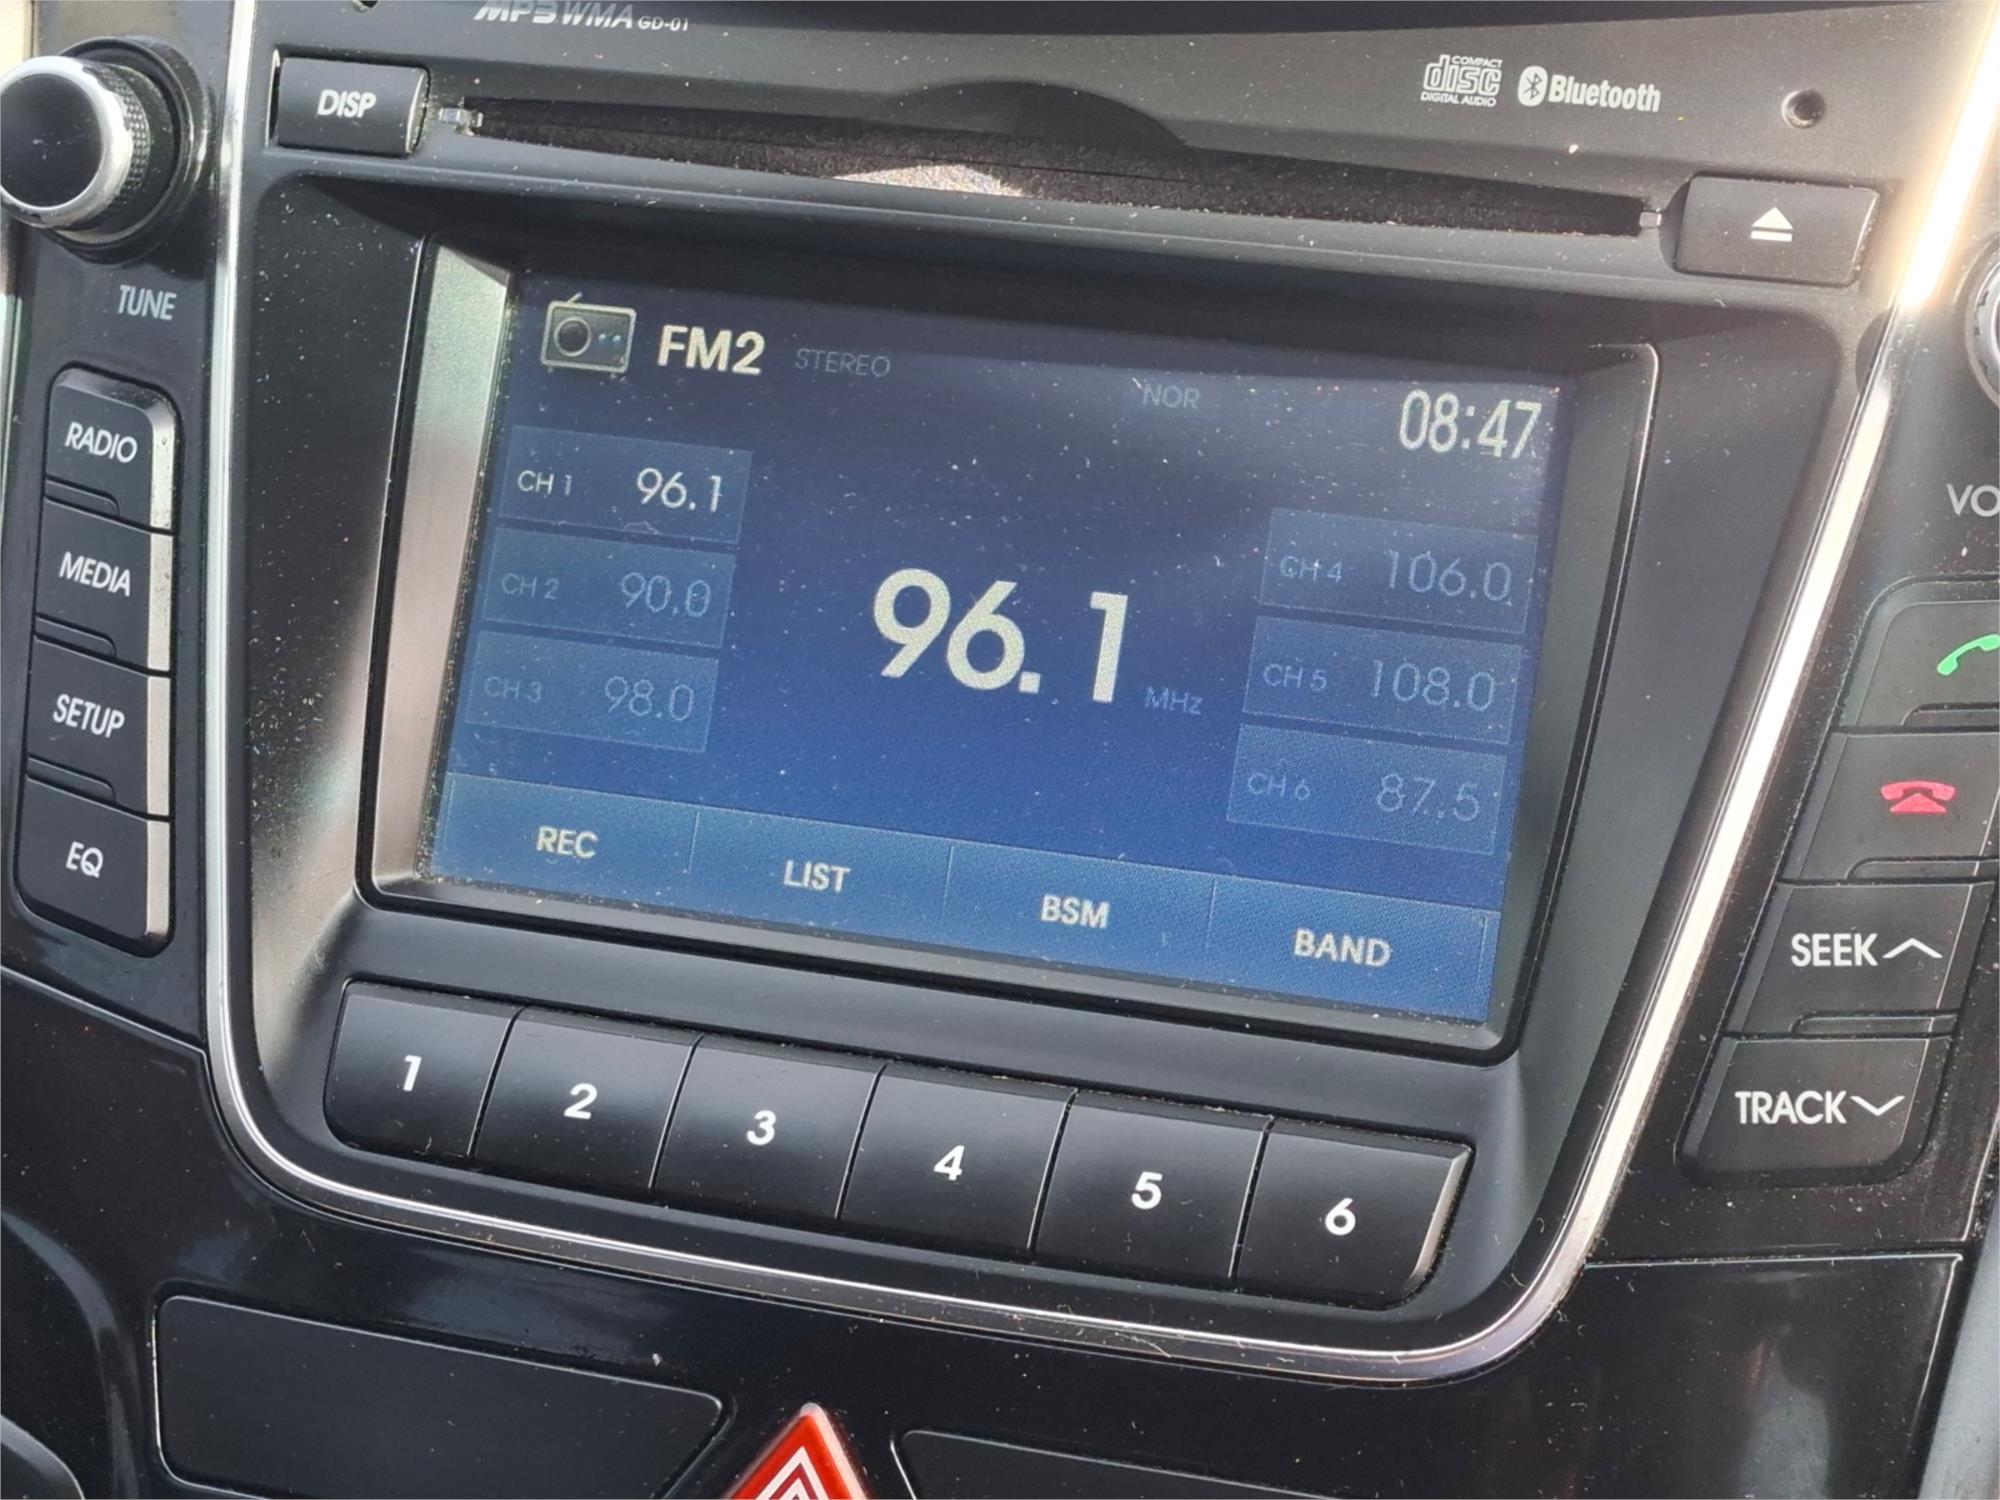 MP3 WMA GD-01
COMPACT
disc
DIGITAL AUDIO
Bluetooth
DISP
TUNE
RADIO
MEDIA
SETUP
EQ
FM2 STEREO
NOR
08:47
CH 1 96.1
CH 2 90.0
CH 3 98.0
96.1 MHz
CH 4 106.0
CH 5 108.0
CH 6 87.5
REC LIST BSM BAND
VO
SEEK
TRACK
1 2 3 4 5 6